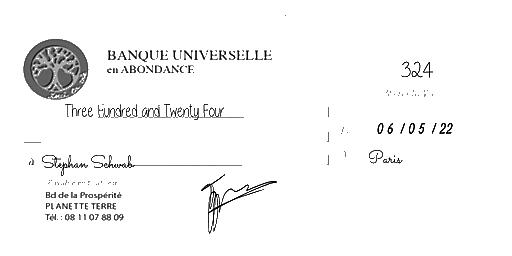 BANQUE UNIVERSELLE
en ABONDANCE
324
Three Hundred and Twenty Four
06/05/22
à Stephan Schwab
Paris
Bd de la Prospérité
PLANETTE TERRE
Tél. : 08 11 07 88 09